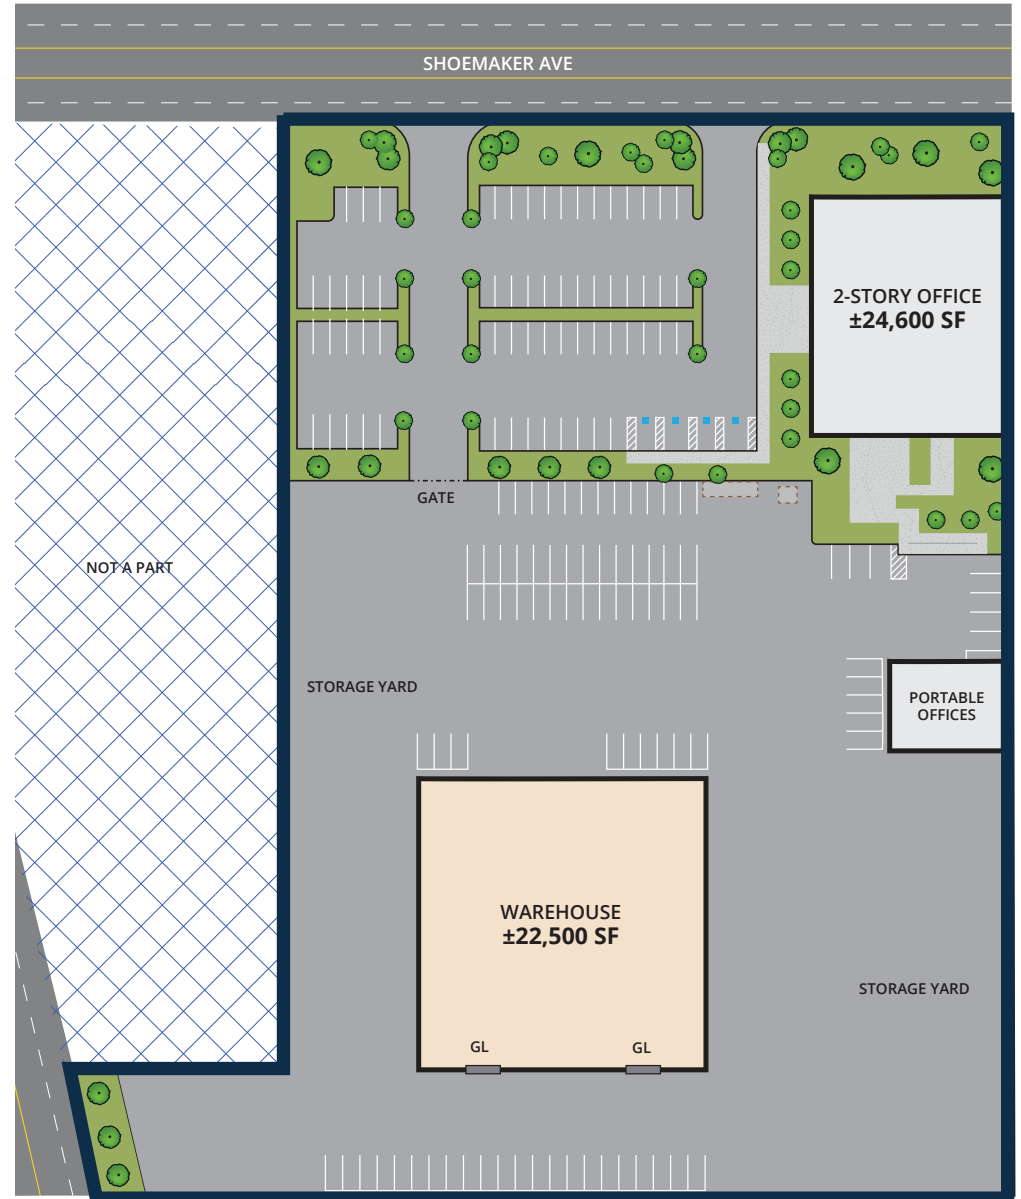 SHOEMAKER AVE
2-STORY OFFICE
±24,600 SF
GATE
NOT A PART
STORAGE YARD
PORTABLE
OFFICES
WAREHOUSE
±22,500 SF
STORAGE YARD
GL
GL